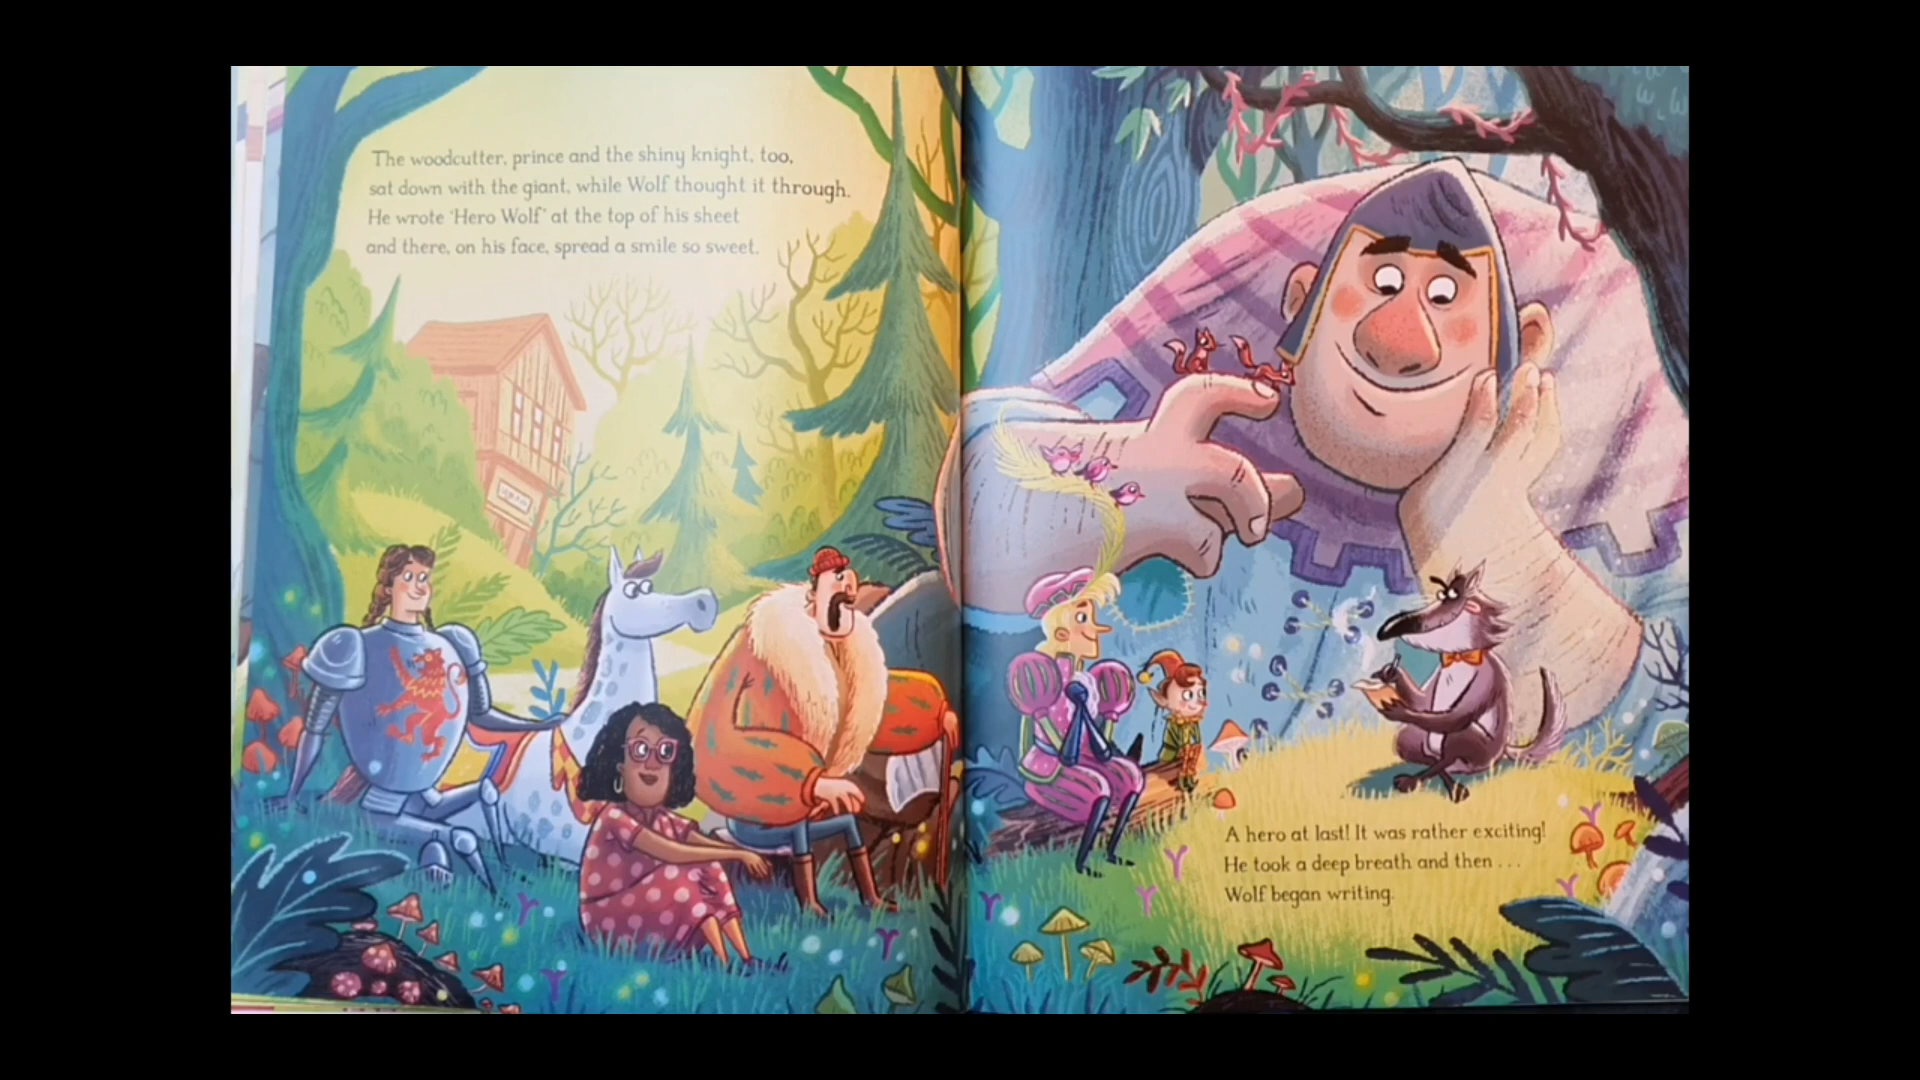 The woodcutter, prince and the shiny knight, too,
sat down with the giant, while Wolf thought it through.
He wrote ‘Hero Wolf’ at the top of his sheet
and there, on his face, spread a smile so sweet.
A hero at last! It was rather exciting!
He took a deep breath and then . . .
Wolf began writing.